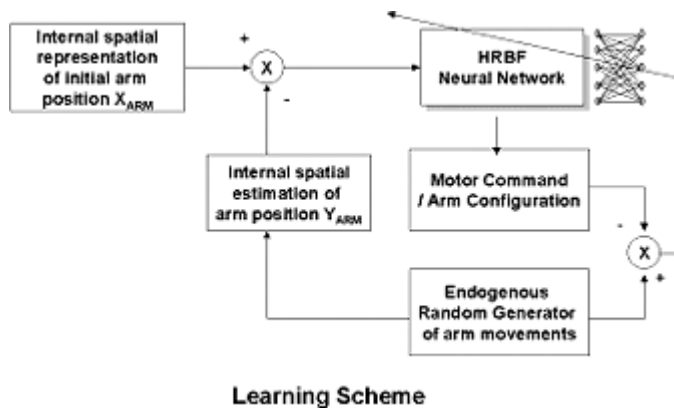 Internal spatial
representation
of initial arm
position XARM
+
X
-
HRBF
Neural Network
Internal spatial
estimation of
arm position YARM
Motor Command
/ Arm Configuration
-
X
+
Endogenous
Random Generator
of arm movements
Learning Scheme